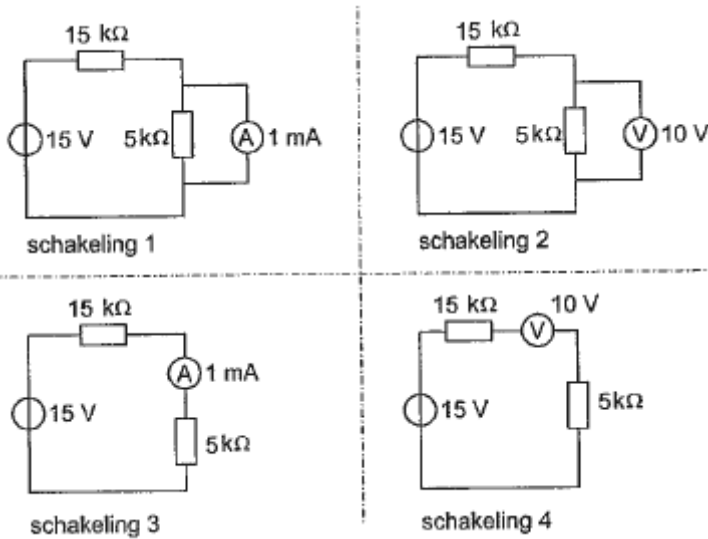 15 kΩ
15 V
5kΩ
A
1 mA
schakeling 1
15 kΩ
15 V
5kΩ
V
10 V
schakeling 2
15 kΩ
A
1 mA
15 V
5kΩ
schakeling 3
15 kΩ
10 V
V
15 V
5kΩ
schakeling 4